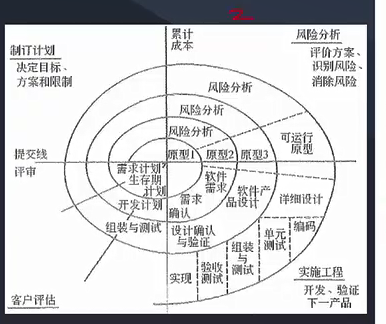 累计
成本
制订计划
决定目标、
方案和限制
风险分析
评价方案、
识别风险、
消除风险
风险分析
风险分析
风险分析
可运行
原型
提交线
评审
原型1
原型2
原型3
需求计划
生存期
计划
软件
需求
软件产
品设计
详细设计
开发计划
需求
确认
组装与测试
设计确认
与验证
组装
与
测试
单元
测试
编码
实现
验收
测试
客户评估
实施工程
开发、验证
下一产品